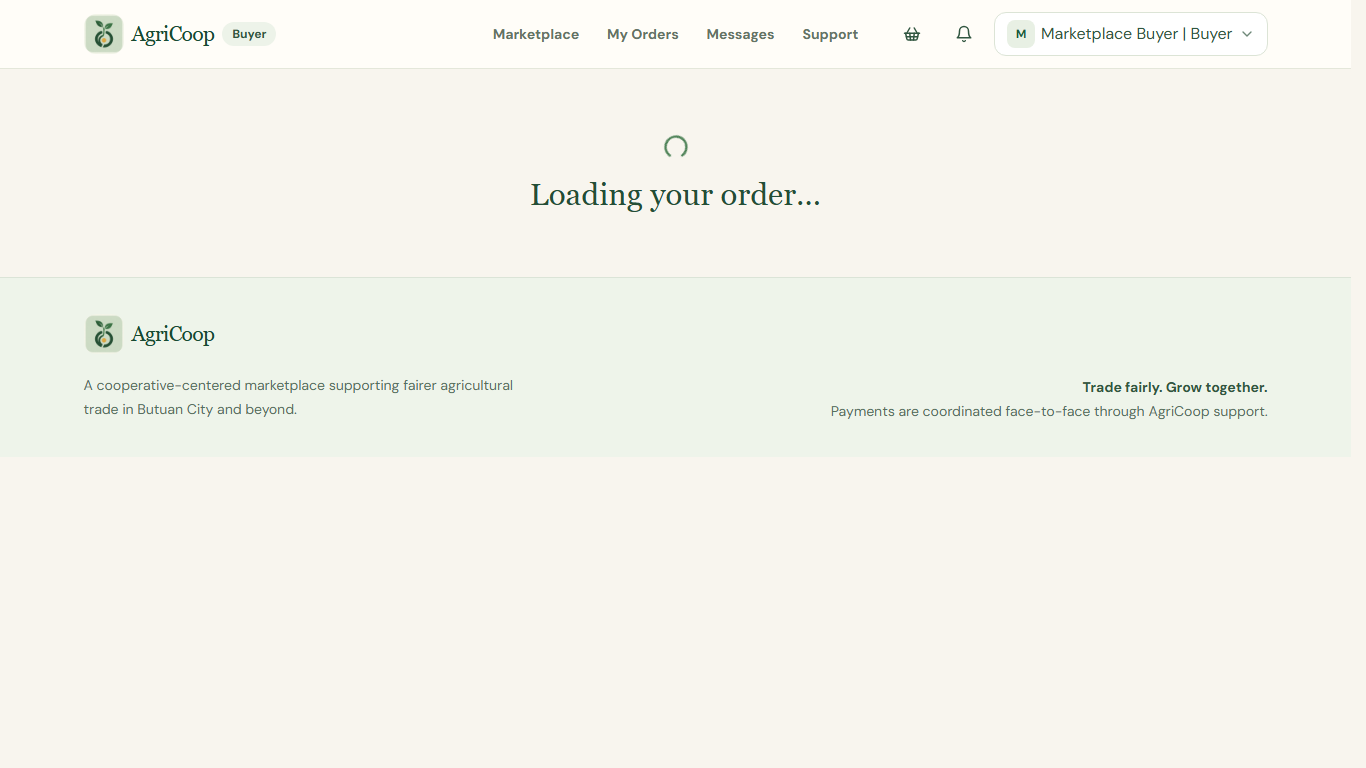 AgriCoop
Buyer
Marketplace
My Orders
Messages
Support
M
Marketplace Buyer | Buyer
Loading your order...
AgriCoop
A cooperative-centered marketplace supporting fairer agricultural
trade in Butuan City and beyond.
Trade fairly. Grow together.
Payments are coordinated face-to-face through AgriCoop support.